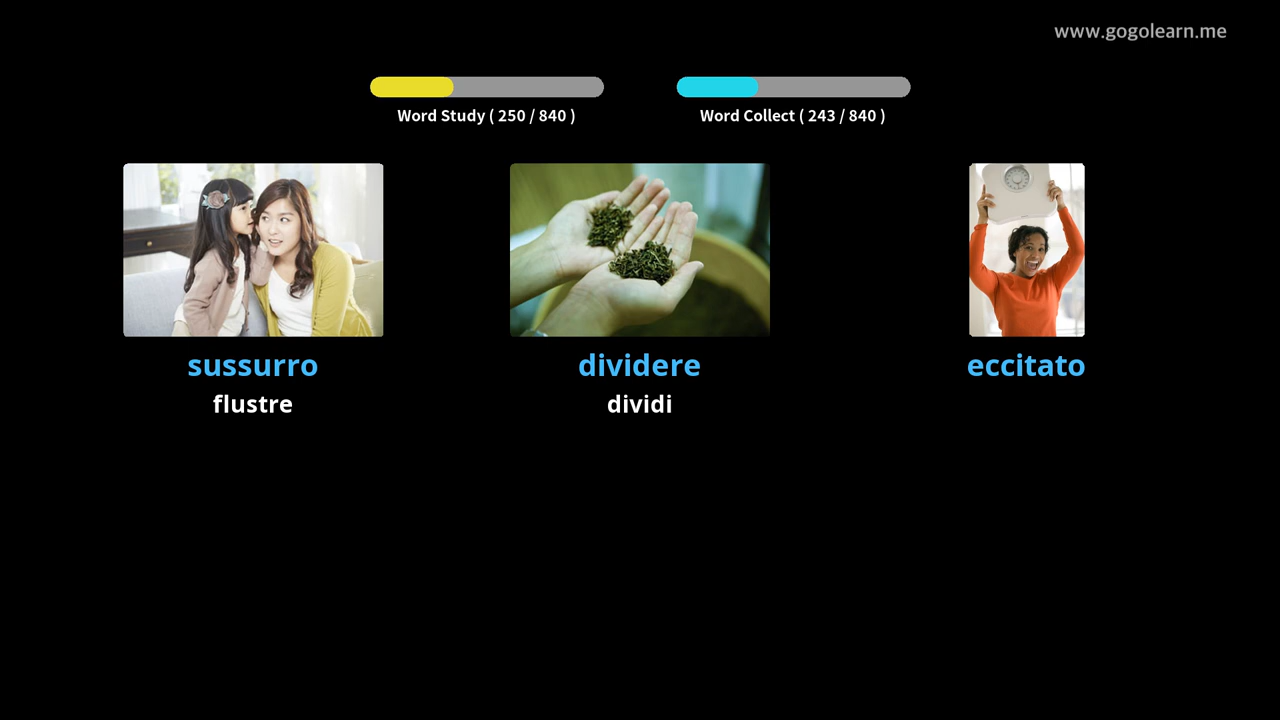 www.gogolearn.me
Word Study ( 250 / 840 )
Word Collect ( 243 / 840 )
sussurro
flustre
dividere
dividi
eccitato